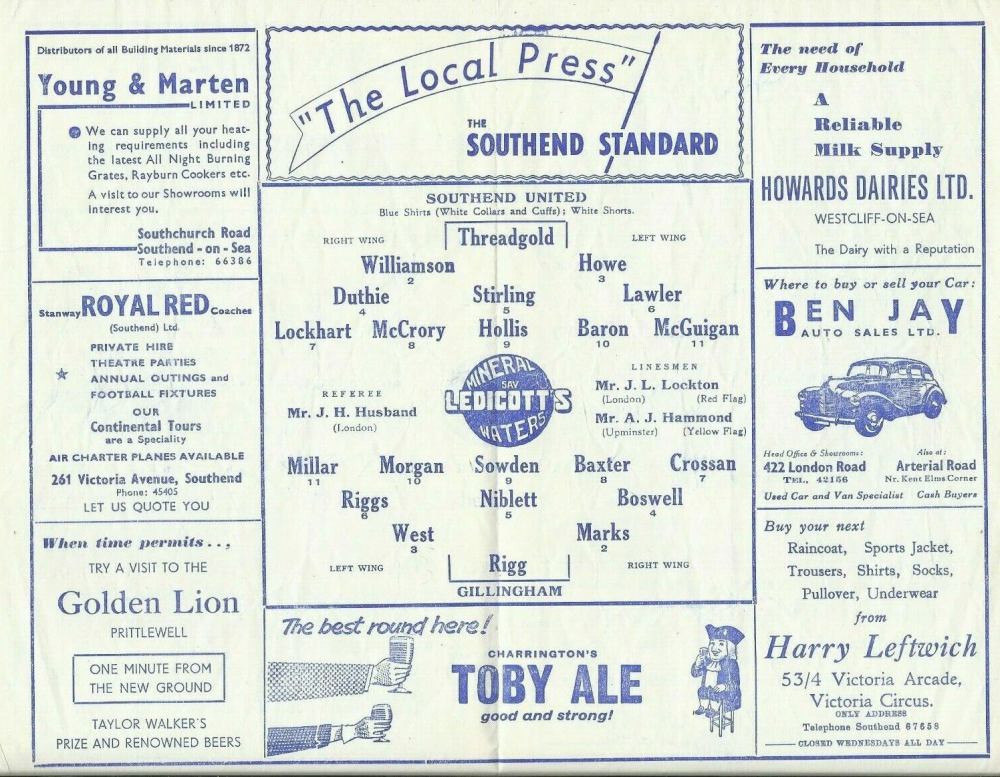 Distributors of all Building Materials since 1872
Young & Marten
LIMITED
We can supply all your heat-
ing requirements including
the latest All Night Burning
Grates, Rayburn Cookers etc.
A visit to our Showrooms will
interest you.
Southchurch Road
Southend - on - Sea
Telephone: 66386
Stanway ROYAL RED Coaches
(Southend) Ltd.
PRIVATE HIRE
THEATRE PARTIES
ANNUAL OUTINGS and
FOOTBALL FIXTURES
OUR
Continental Tours
are a Speciality
AIR CHARTER PLANES AVAILABLE
261 Victoria Avenue, Southend
Phone: 45405
LET US QUOTE YOU
When time permits . . ,
TRY A VISIT TO THE
Golden Lion
PRITTLEWELL
ONE MINUTE FROM
THE NEW GROUND
TAYLOR WALKER'S
PRIZE AND RENOWNED BEERS
"The Local Press"
THE
SOUTHEND STANDARD
SOUTHEND UNITED
Blue Shirts (White Collars and Cuffs); White Shorts.
RIGHT WING Threadgold LEFT WING
Williamson Howe
2 3
Duthie Stirling Lawler
4 5 6
Lockhart McCrory Hollis Baron McGuigan
7 8 9 10 11
REFEREE
Mr. J. H. Husband
(London)
MINERAL
SAV
LEDICOTT'S
WATERS
LINESMEN
Mr. J. L. Lockton
(London) (Red Flag)
Mr. A. J. Hammond
(Upminster) (Yellow Flag)
Millar Morgan Sowden Baxter Crossan
11 10 9 8 7
Riggs Niblett Boswell
6 5 4
West Marks
3 2
LEFT WING Rigg RIGHT WING
GILLINGHAM
The best round here!
CHARRINGTON'S
TOBY ALE
good and strong!
The need of
Every Household
A
Reliable
Milk Supply
HOWARDS DAIRIES LTD.
WESTCLIFF-ON-SEA
The Dairy with a Reputation
Where to buy or sell your Car:
BEN JAY
AUTO SALES LTD.
Head Office & Showrooms: Also at:
422 London Road Arterial Road
TEL. 42156 Nr. Kent Elms Corner
Used Car and Van Specialist Cash Buyers
Buy your next
Raincoat, Sports Jacket,
Trousers, Shirts, Socks,
Pullover, Underwear
from
Harry Leftwich
53/4 Victoria Arcade,
Victoria Circus.
ONLY ADDRESS
Telephone Southend 67658
CLOSED WEDNESDAYS ALL DAY